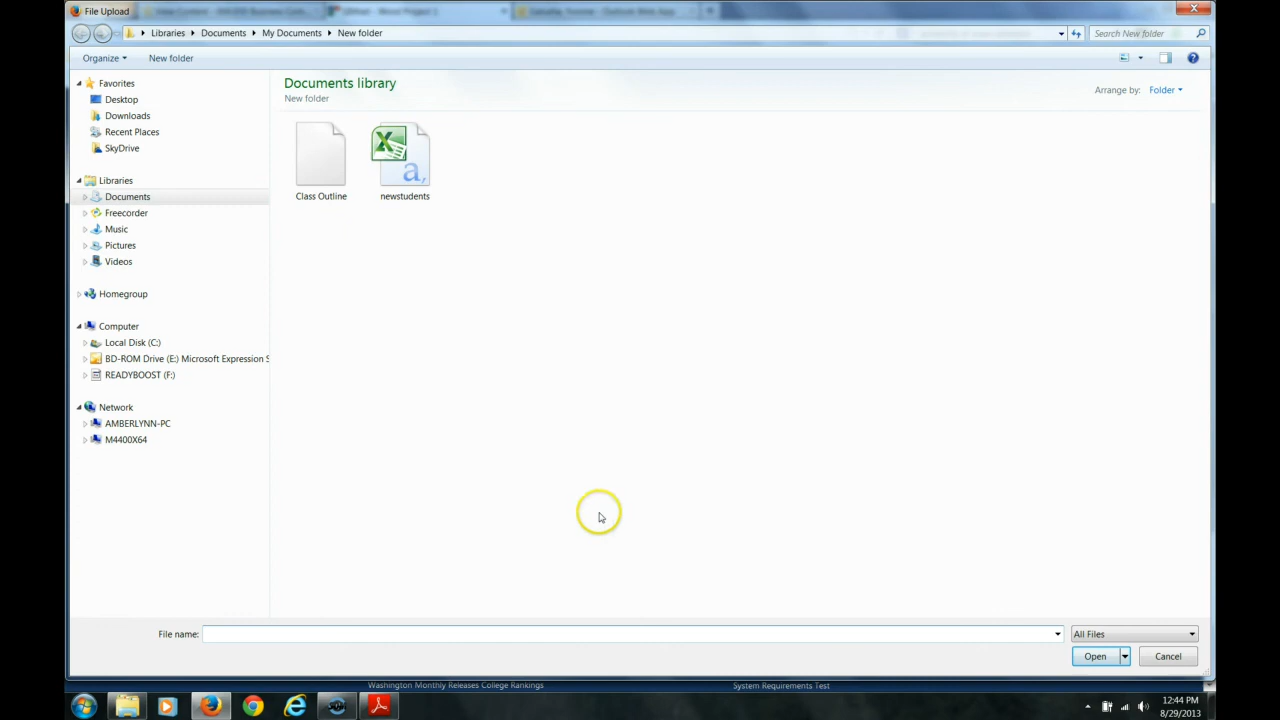 File Upload
Libraries
Documents
My Documents
New folder
Search New folder
Organize
New folder
Documents library
New folder
Arrange by:
Folder
Favorites
Desktop
Downloads
Recent Places
SkyDrive
Libraries
Documents
Freecorder
Music
Pictures
Videos
Homegroup
Computer
Local Disk (C:)
BD-ROM Drive (E:) Microsoft Expression S
READYBOOST (F:)
Network
AMBERLYNN-PC
M4400X64
Class Outline
newstudents
File name:
All Files
Open
Cancel
Washington Monthly Releases College Rankings
System Requirements Test
12:44 PM
8/29/2013